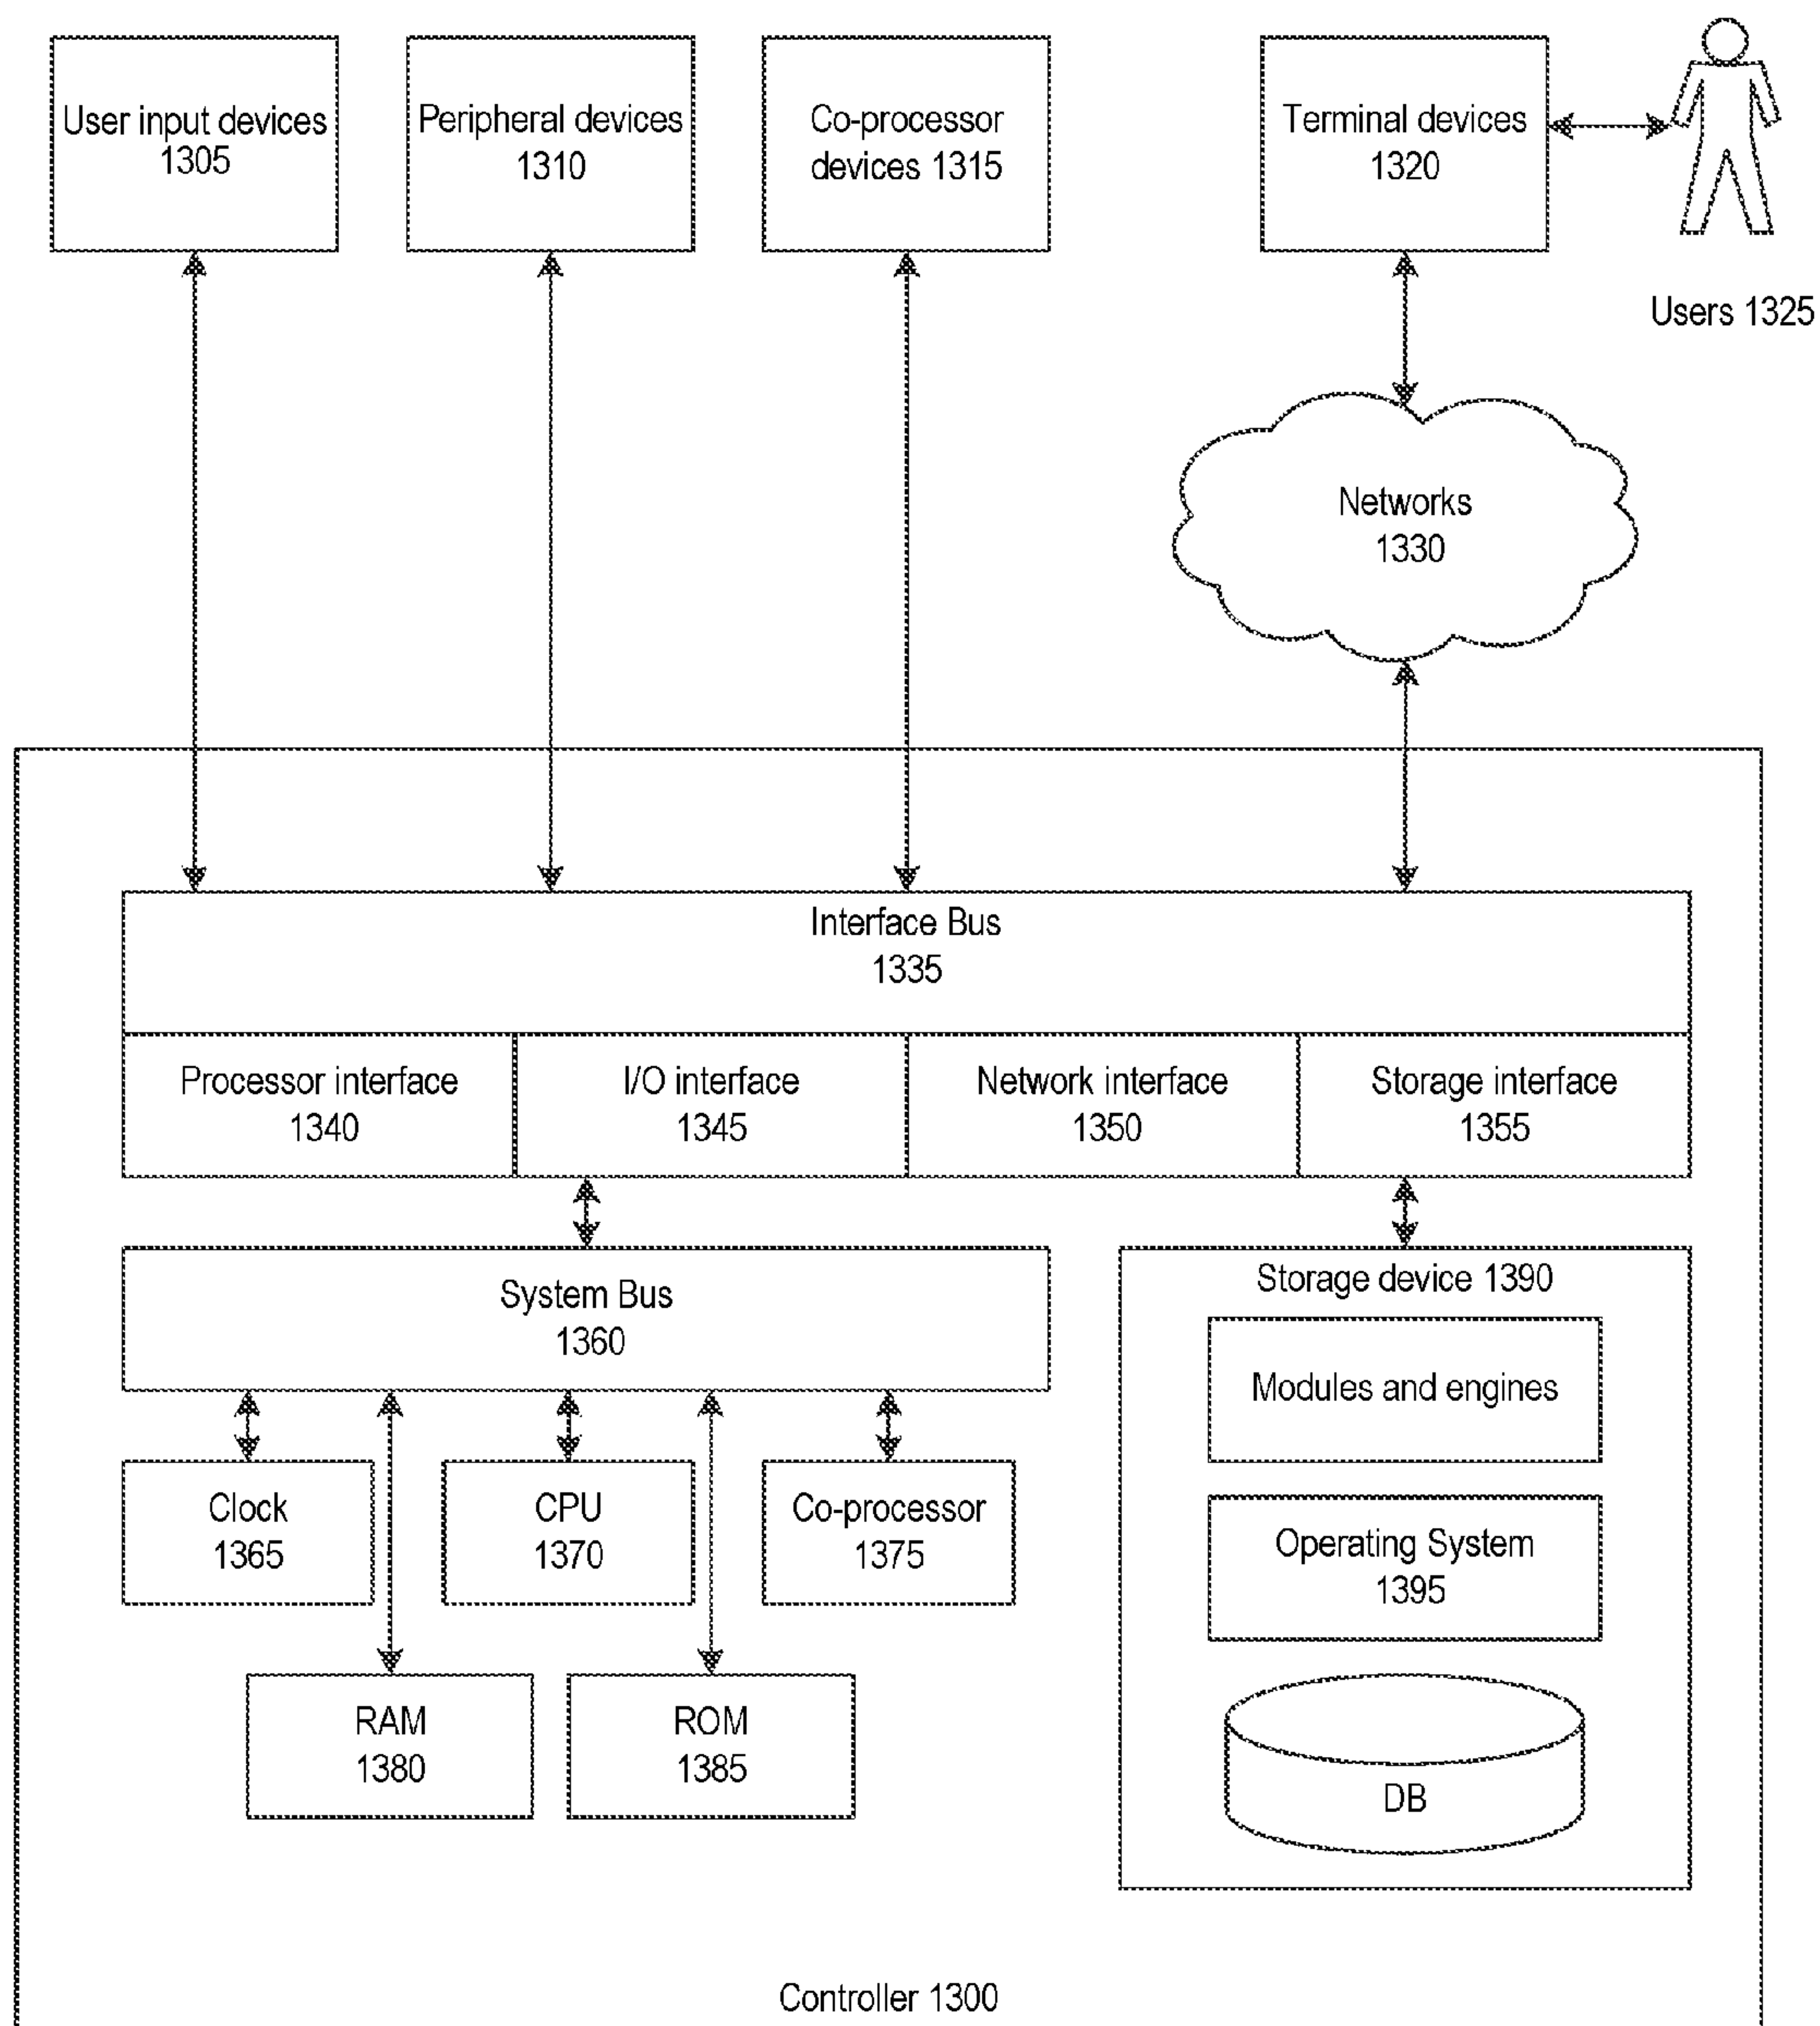 User input devices
1305
Peripheral devices
1310
Co-processor
devices 1315
Terminal devices
1320
Users 1325
Networks
1330
Interface Bus
1335
Processor interface
1340
I/O interface
1345
Network interface
1350
Storage interface
1355
System Bus
1360
Storage device 1390
Modules and engines
Clock
1365
CPU
1370
Co-processor
1375
Operating System
1395
RAM
1380
ROM
1385
DB
Controller 1300